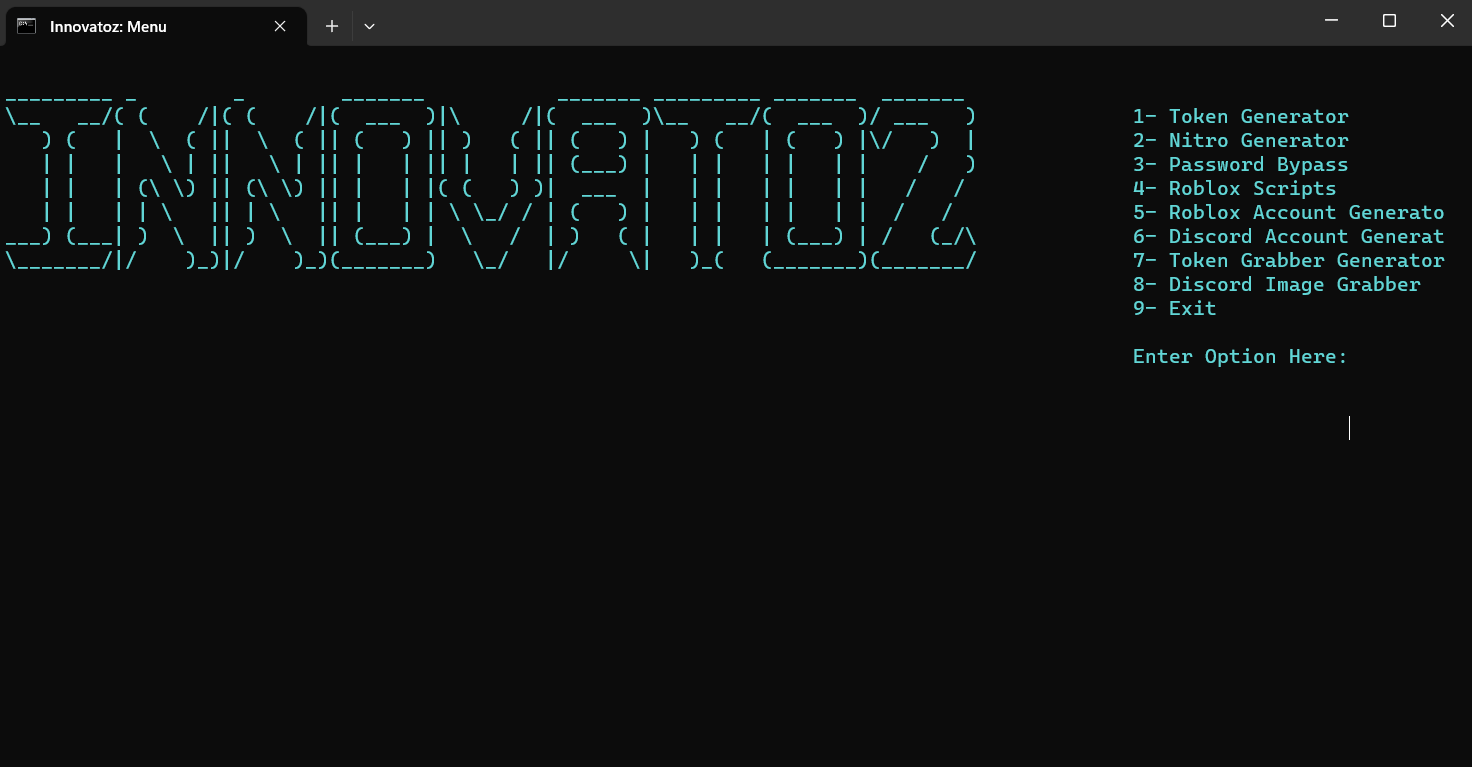 Innovatoz: Menu
INNOVATOZ
1- Token Generator
2- Nitro Generator
3- Password Bypass
4- Roblox Scripts
5- Roblox Account Generato
6- Discord Account Generat
7- Token Grabber Generator
8- Discord Image Grabber
9- Exit
Enter Option Here: